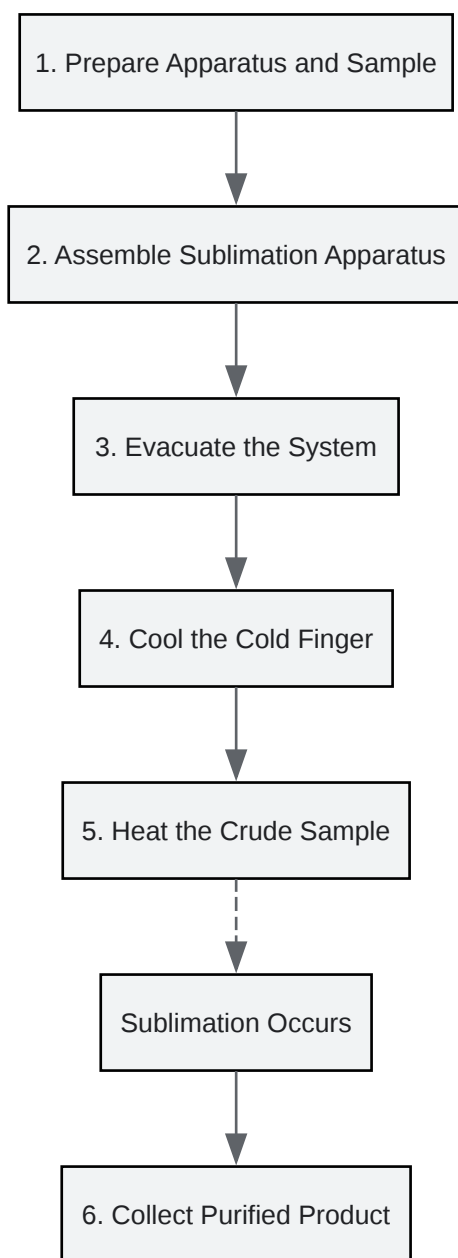 1. Prepare Apparatus and Sample
2. Assemble Sublimation Apparatus
3. Evacuate the System
4. Cool the Cold Finger
5. Heat the Crude Sample
Sublimation Occurs
6. Collect Purified Product